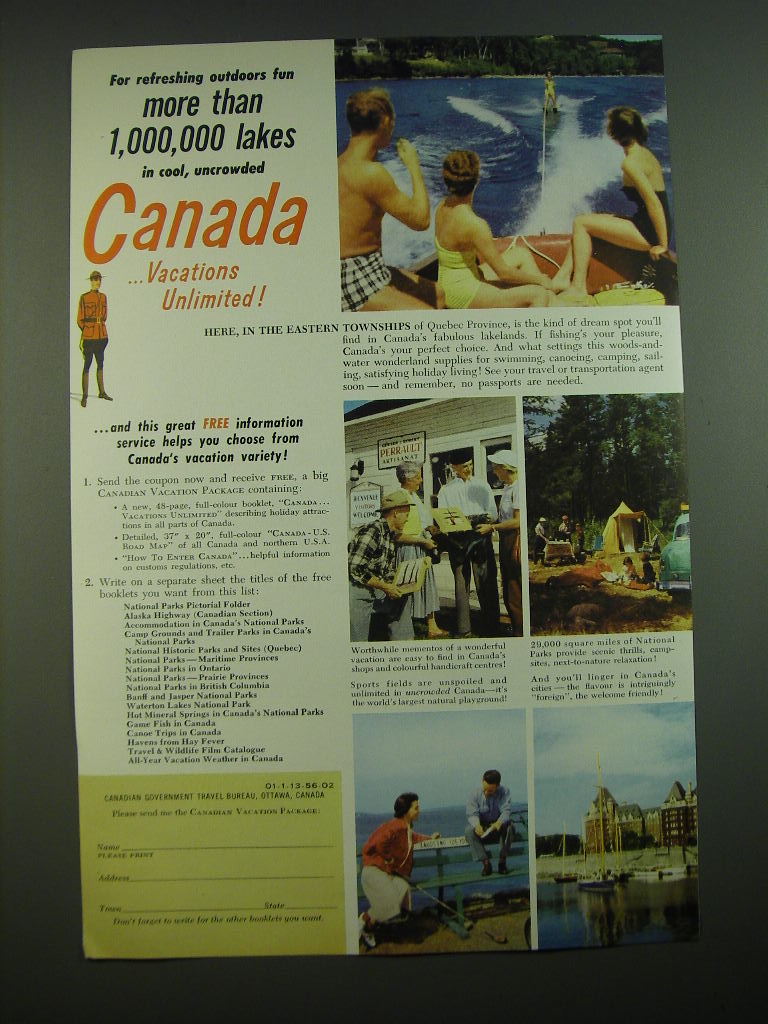 For refreshing outdoors fun
more than
1,000,000 lakes
in cool, uncrowded
Canada
...Vacations
Unlimited!
HERE, IN THE EASTERN TOWNSHIPS of Quebec Province, is the kind of dream spot you'll
find in Canada's fabulous lakelands. If fishing's your pleasure,
Canada's your perfect choice. And what settings this woods-and-
water wonderland supplies for swimming, canoeing, camping, sail-
ing, satisfying holiday living! See your travel or transportation agent
soon — and remember, no passports are needed.
...and this great FREE information
service helps you choose from
Canada's vacation variety!
1. Send the coupon now and receive FREE, a big
CANADIAN VACATION PACKAGE containing:
• A new, 48-page, full-colour booklet, "CANADA...
VACATIONS UNLIMITED" describing holiday attrac-
tions in all parts of Canada.
• Detailed, 37" x 20", full-colour "CANADA-U.S.
ROAD MAP" of all Canada and northern U.S.A.
• "HOW TO ENTER CANADA"...helpful information
on customs regulations, etc.
2. Write on a separate sheet the titles of the free
booklets you want from this list:
National Parks Pictorial Folder
Alaska Highway (Canadian Section)
Accommodation in Canada's National Parks
Camp Grounds and Trailer Parks in Canada's
National Parks
National Historic Parks and Sites (Quebec)
National Parks — Maritime Provinces
National Parks in Ontario
National Parks — Prairie Provinces
National Parks in British Columbia
Banff and Jasper National Parks
Waterton Lakes National Park
Hot Mineral Springs in Canada's National Parks
Game Fish in Canada
Canoe Trips in Canada
Havens from Hay Fever
Travel & Wildlife Film Catalogue
All-Year Vacation Weather in Canada
PERRAULT
ARTISANAT
BIENVENUE
VISITORS
WELCOME
Worthwhile mementos of a wonderful
vacation are easy to find in Canada's
shops and colourful handicraft centres!
Sports fields are unspoiled and
unlimited in uncrowded Canada—it's
the world's largest natural playground!
29,000 square miles of National
Parks provide scenic thrills, camp-
sites, next-to-nature relaxation!
And you'll linger in Canada's
cities — the flavour is intriguingly
"foreign", the welcome friendly!
01-1-13-56-02
CANADIAN GOVERNMENT TRAVEL BUREAU, OTTAWA, CANADA
Please send me the CANADIAN VACATION PACKAGE:
Name
PLEASE PRINT
Address
Town State
Don't forget to write for the other booklets you want.